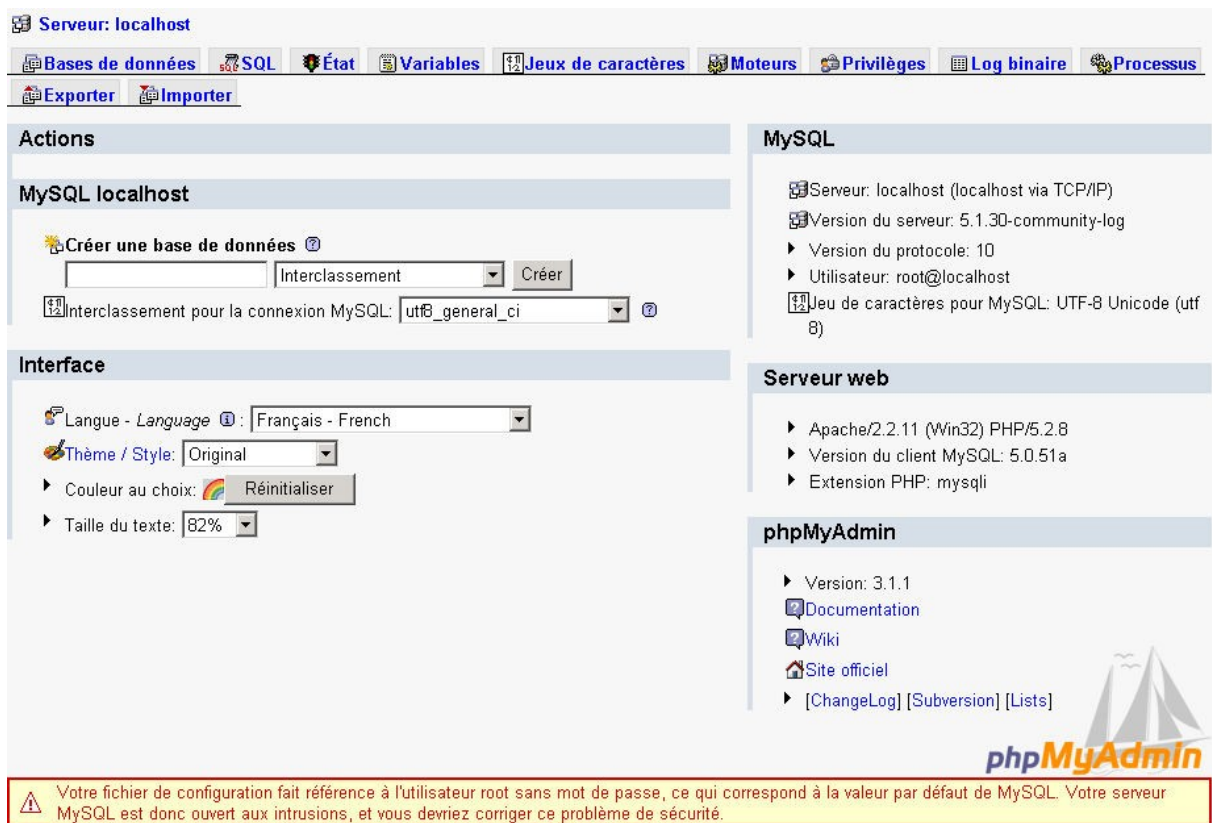 Serveur: localhost
Bases de données SQL État Variables Jeux de caractères Moteurs Privilèges Log binaire Processus
Exporter Importer
Actions
MySQL localhost
Créer une base de données
Interclassement Créer
Interclassement pour la connexion MySQL: utf8_general_ci
Interface
Langue - Language : Français - French
Thème / Style: Original
Couleur au choix: Réinitialiser
Taille du texte: 82%
MySQL
Serveur: localhost (localhost via TCP/IP)
Version du serveur: 5.1.30-community-log
Version du protocole: 10
Utilisateur: root@localhost
Jeu de caractères pour MySQL: UTF-8 Unicode (utf
8)
Serveur web
Apache/2.2.11 (Win32) PHP/5.2.8
Version du client MySQL: 5.0.51a
Extension PHP: mysqli
phpMyAdmin
Version: 3.1.1
Documentation
Wiki
Site officiel
[ChangeLog] [Subversion] [Lists]
phpMyAdmin
Votre fichier de configuration fait référence à l'utilisateur root sans mot de passe, ce qui correspond à la valeur par défaut de MySQL. Votre serveur
MySQL est donc ouvert aux intrusions, et vous devriez corriger ce problème de sécurité.